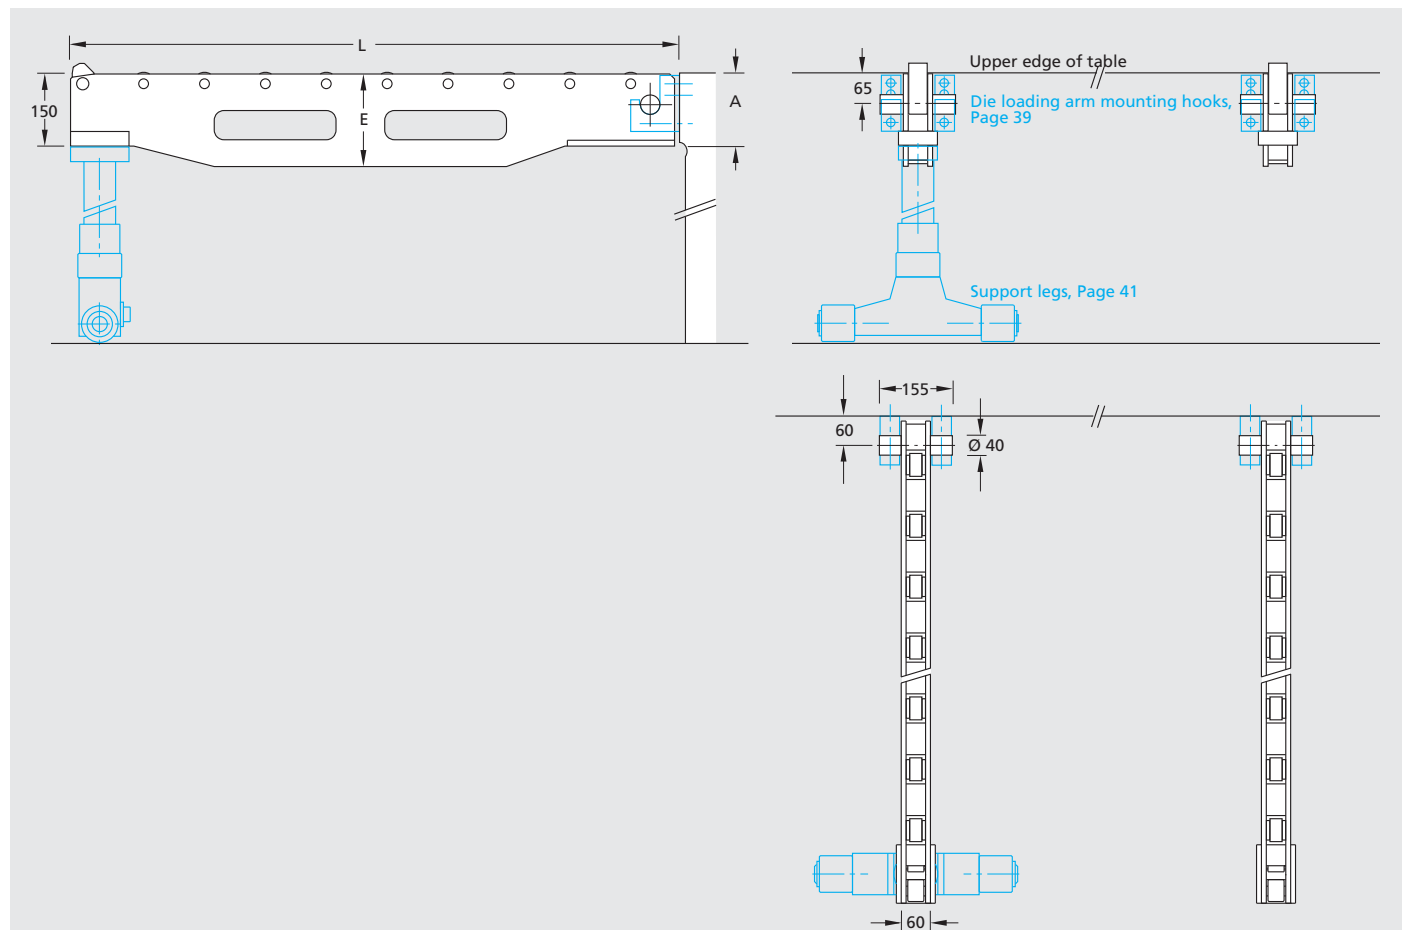 L
150
E
A
Upper edge of table
65
Die loading arm mounting hooks,
Page 39
Support legs, Page 41
155
60
Ø 40
60